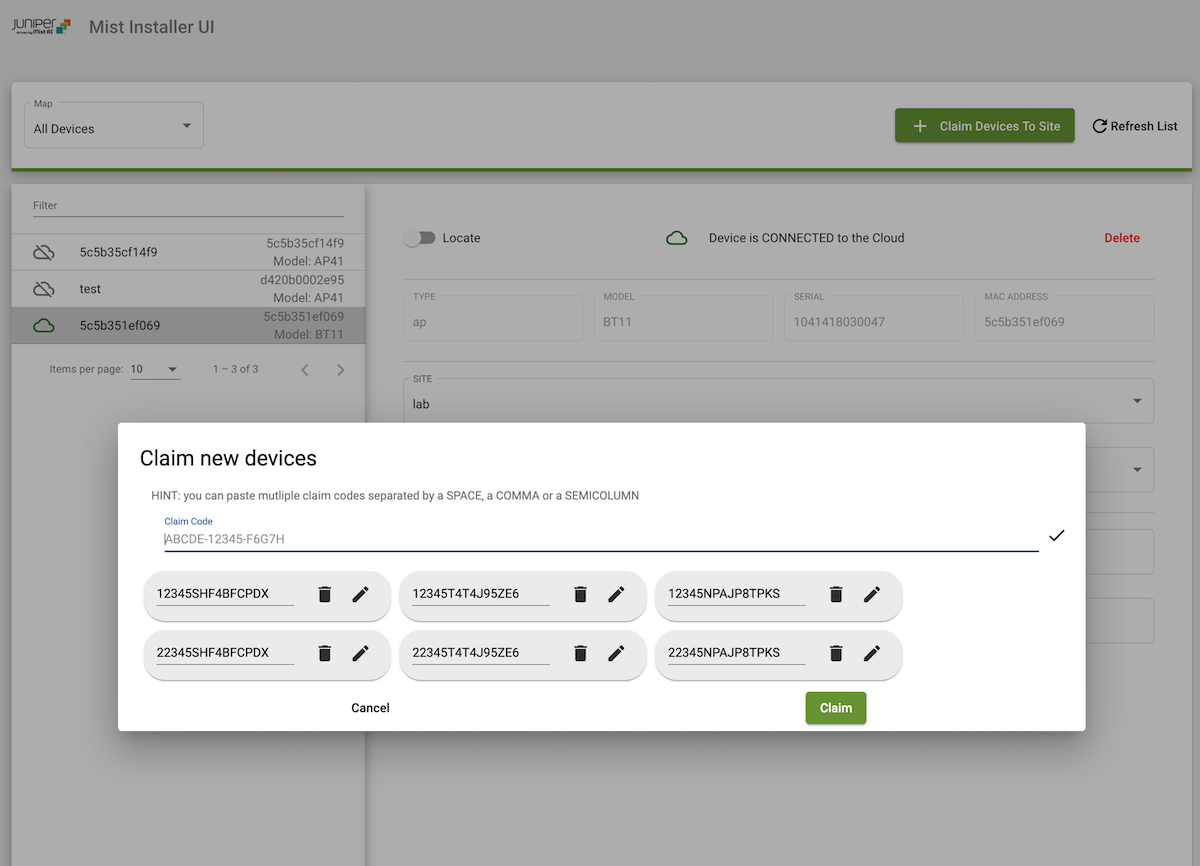 JUNIPEr
driven by Mist AI
Mist Installer UI
Map
All Devices
Claim Devices To Site
Refresh List
Filter
5c5b35cf14f9
5c5b35cf14f9
Model: AP41
test
d420b0002e95
Model: AP41
5c5b351ef069
5c5b351ef069
Model: BT11
Items per page: 10
1 – 3 of 3
Locate
Device is CONNECTED to the Cloud
Delete
TYPE
ap
MODEL
BT11
SERIAL
1041418030047
MAC ADDRESS
5c5b351ef069
SITE
lab
Claim new devices
HINT: you can paste mutliple claim codes separated by a SPACE, a COMMA or a SEMICOLUMN
Claim Code
ABCDE-12345-F6G7H
12345SHF4BFCPDX
12345T4T4J95ZE6
12345NPAJP8TPKS
22345SHF4BFCPDX
22345T4T4J95ZE6
22345NPAJP8TPKS
Cancel
Claim